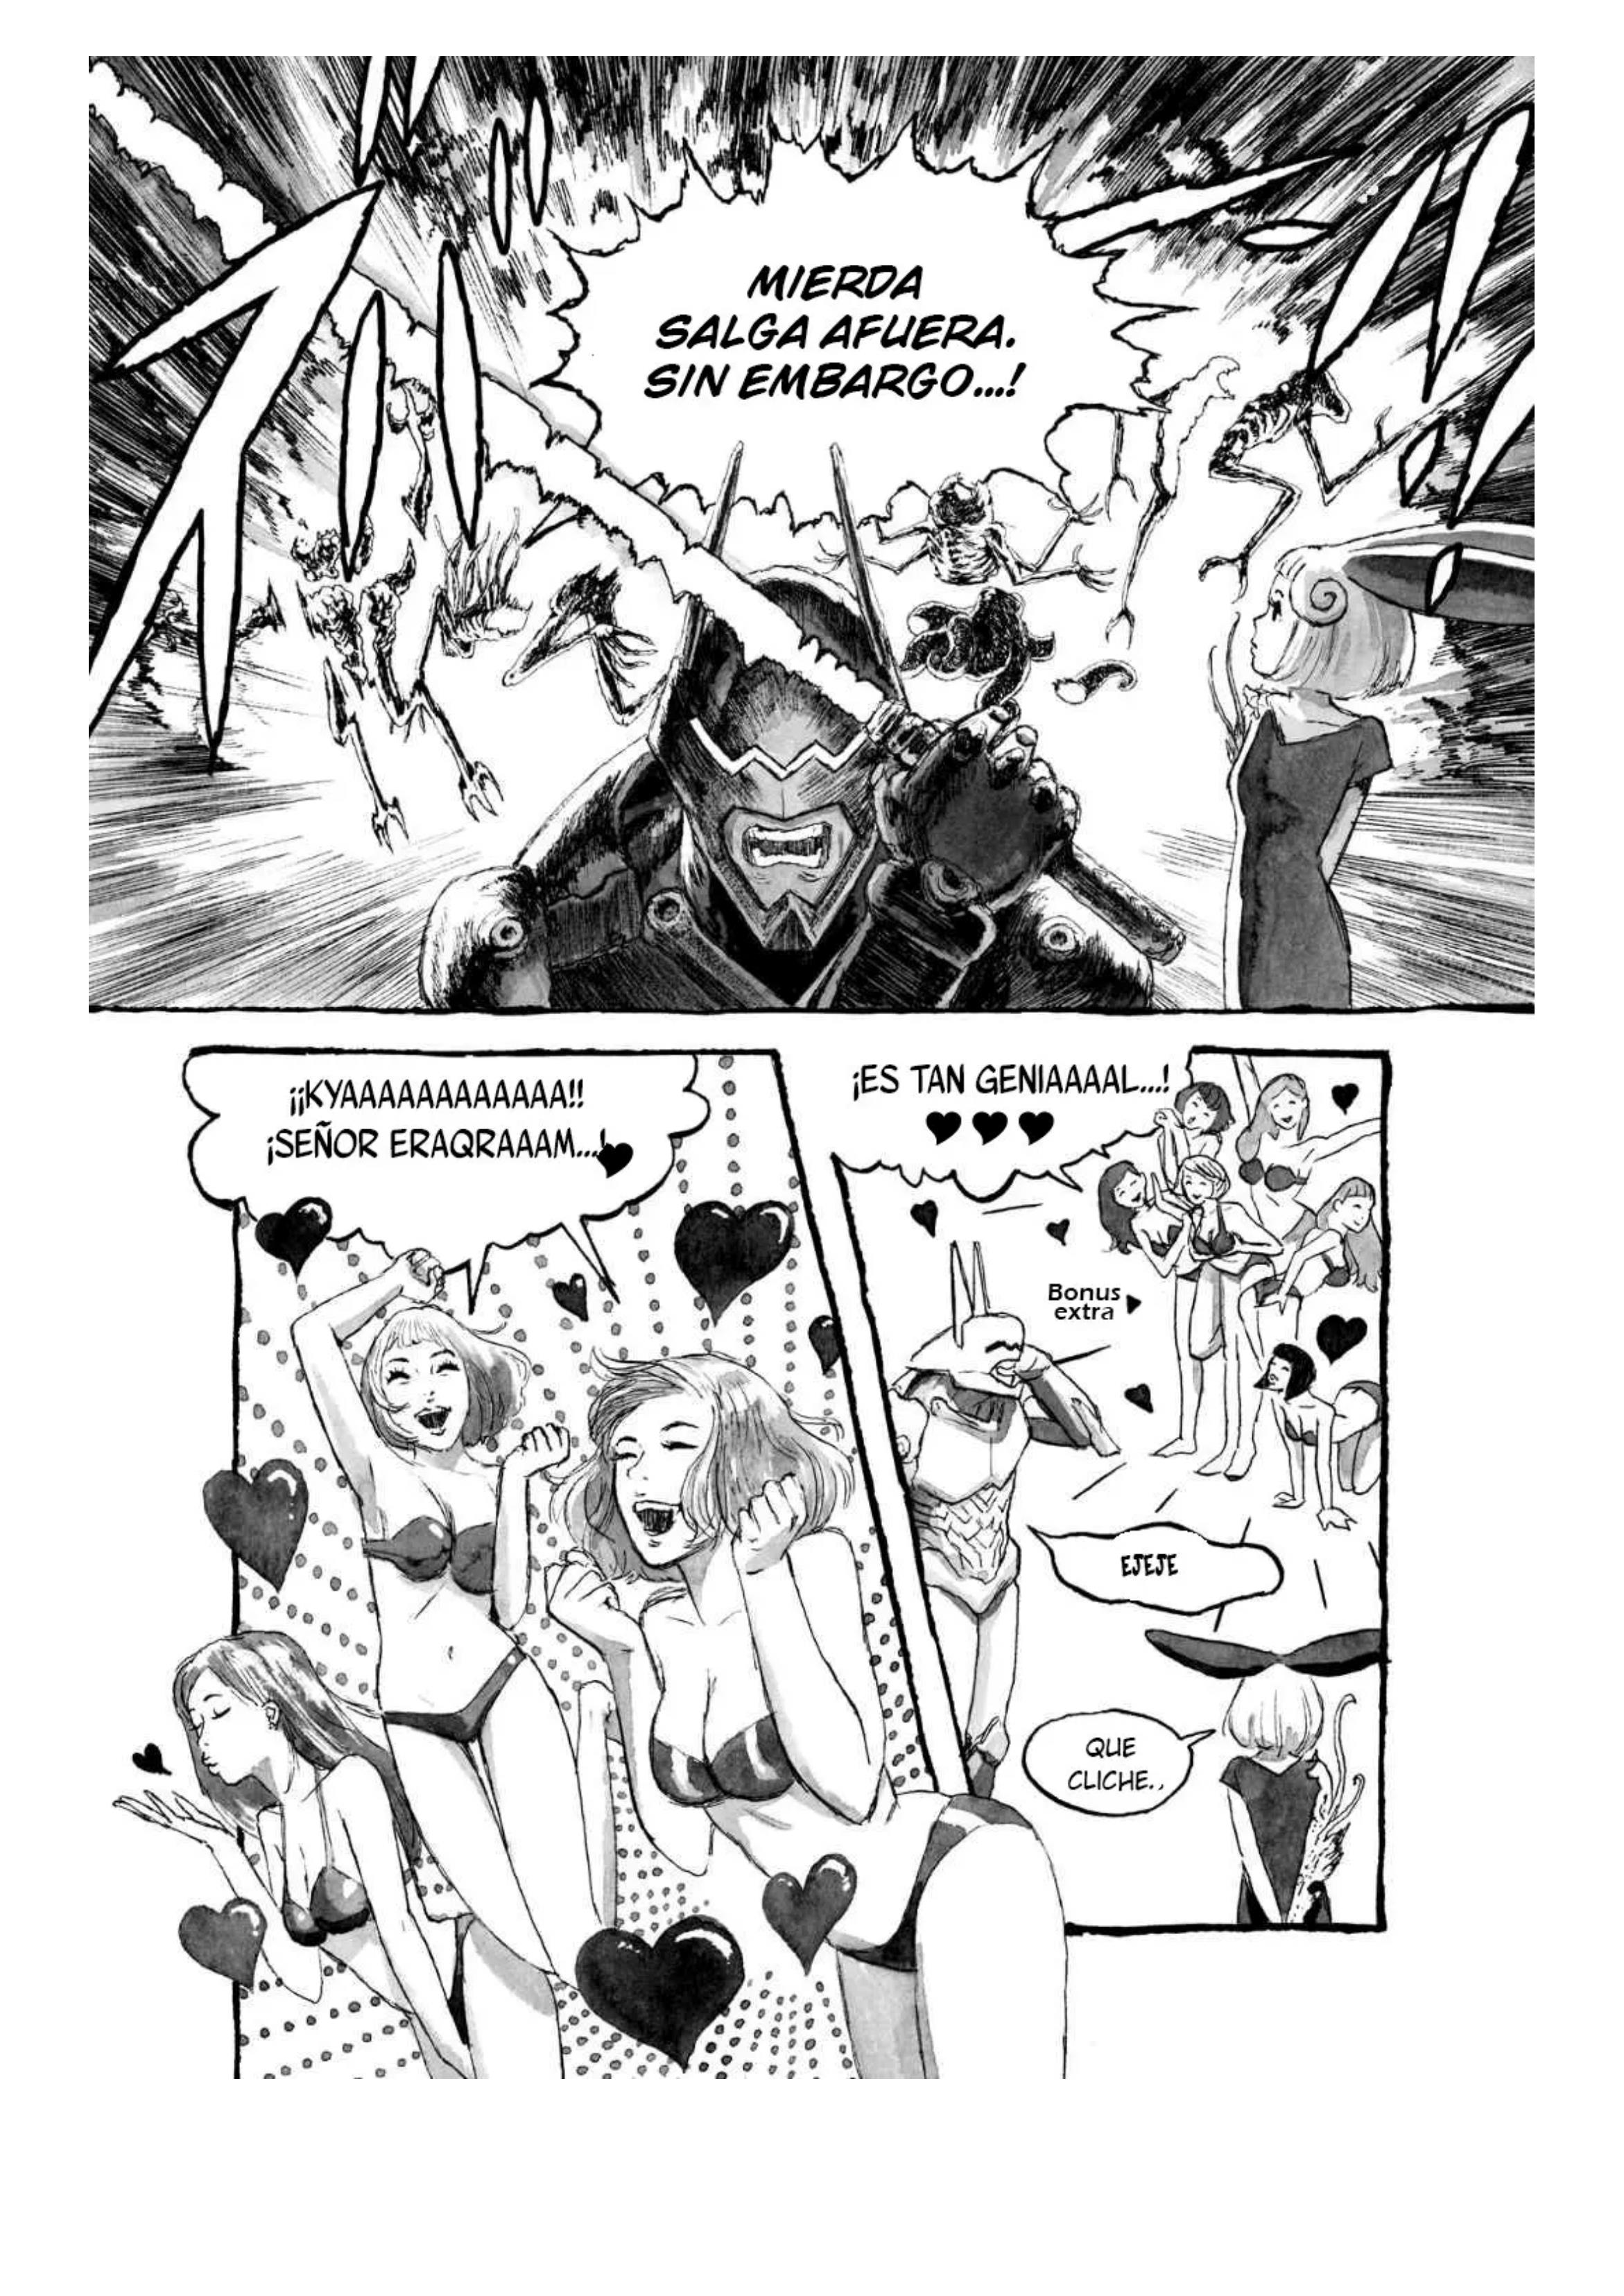 MIERDA
SALGA AFUERA.
SIN EMBARGO...!
¡¡KYAAAAAAAAAAAA!!
¡SEÑOR ERAQRAAAM...!
¡ES TAN GENIAAAAL...!
Bonus
extra
EJEJE
QUE
CLICHE..